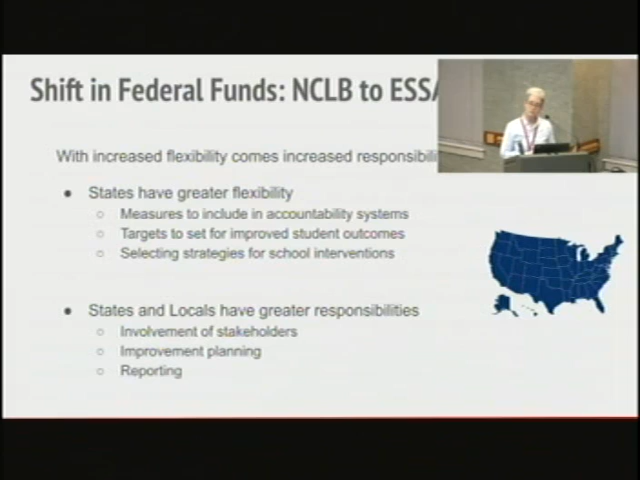 Shift in Federal Funds: NCLB to ESSA
With increased flexibility comes increased responsibili
● States have greater flexibility
○ Measures to include in accountability systems
○ Targets to set for improved student outcomes
○ Selecting strategies for school interventions
● States and Locals have greater responsibilities
○ Involvement of stakeholders
○ Improvement planning
○ Reporting